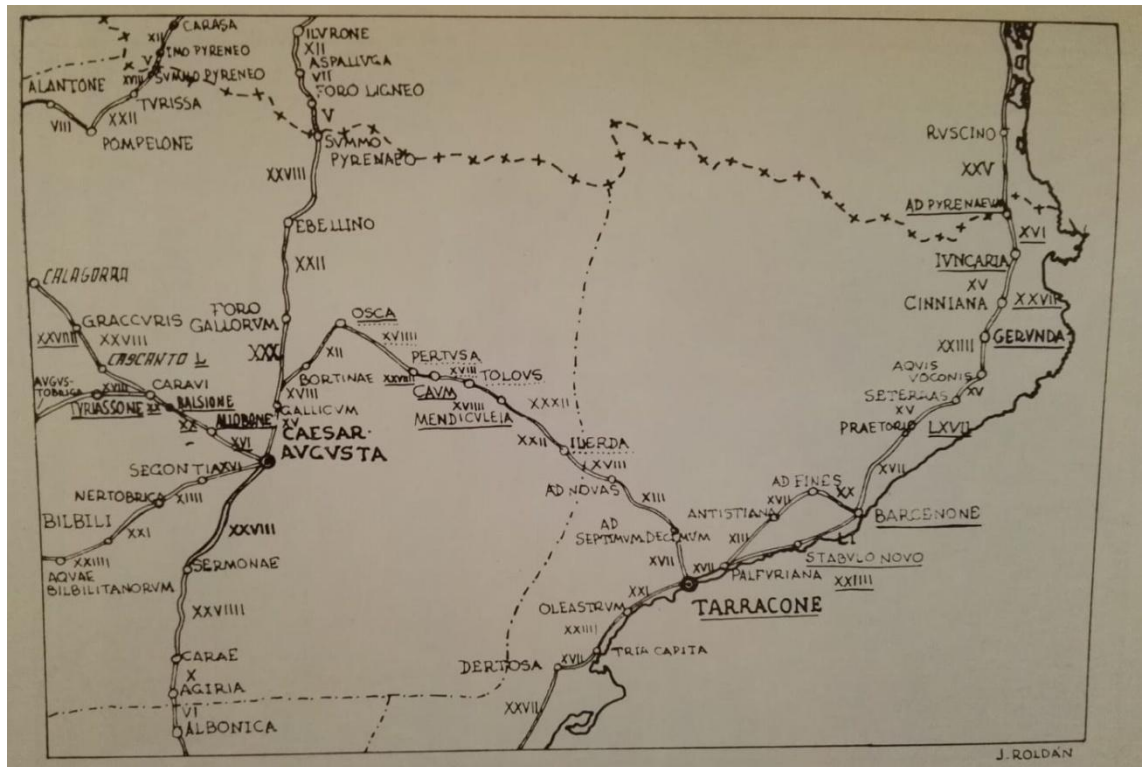 CARASA
XII
IMO PYRENEO
V
SVMMO PYRENEO
XVIII
TVRISSA
XXII
ALANTONE
VIII
POMPELONE
ILVRONE
XII
ASPALLVGA
VII
FORO LIGNEO
V
SVMMO
PYRENAEO
XXVIII
EBELLINO
XXII
FORO
GALLORVM
XXX
XVIII
GALLICVM
XV
CAESAR-
AVGVSTA
CALAGORRA
GRACCVRIS
XXVIII
CASCANTO
AVGVS-
TOBRIGA
XVIII
CARAVI
TVRIASSONE
XX
BALSIONE
XX
ALLOBONE
XVI
SEGONTIA
XVI
NERTOBRICA
XIIII
BILBILI
XXI
XXIIII
AQVAE
BILBILITANORVM
XXVIII
SERMONAE
XXVIIII
CARAE
X
AGIRIA
VI
ALBONICA
OSCA
XII
BORTINAE
XVIIII
PERTVSA
XVIII
TOLOVS
CAVM
XVIIII
MENDICVLEIA
XXXII
XXII
ILERDA
XVIII
AD NOVAS
XIII
AD
SEPTIMVM DECIMVM
XVII
TARRACONE
XVII
PALFVRIANA
XIII
ANTISTIANA
XVII
AD FINES
XX
BARCENONE
STABVLO NOVO
LI
XXIIII
OLEASTRVM
XXI
XXIIII
TRIA CAPITA
DERTOSA
XVII
XXVII
RVSCINO
XXV
AD PYRENAEVM
XVI
IVNCARIA
XV
CINNIANA
XXVII
GERVNDA
XXIIII
AQVIS
VOCONIS
SETERRAS
XV
XV
PRAETORIO
LXVII
XVII
J. ROLDÁN